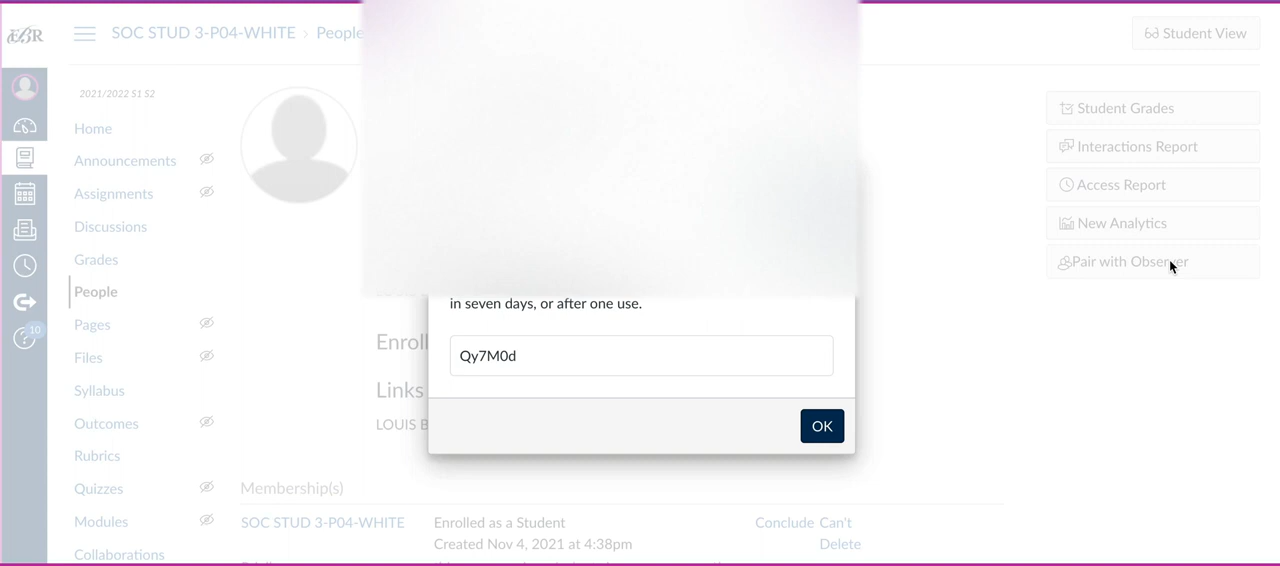 EBR
SOC STUD 3-P04-WHITE › People
Student View
2021/2022 S1 S2
Home
Announcements
Assignments
Discussions
Grades
People
Pages
Files
Syllabus
Outcomes
Rubrics
Quizzes
Modules
Collaborations
10
Student Grades
Interactions Report
Access Report
New Analytics
Pair with Observer
in seven days, or after one use.
Qy7M0d
OK
Enroll
Links
LOUIS B
Membership(s)
SOC STUD 3-P04-WHITE
Enrolled as a Student
Created Nov 4, 2021 at 4:38pm
Conclude Can't
Delete